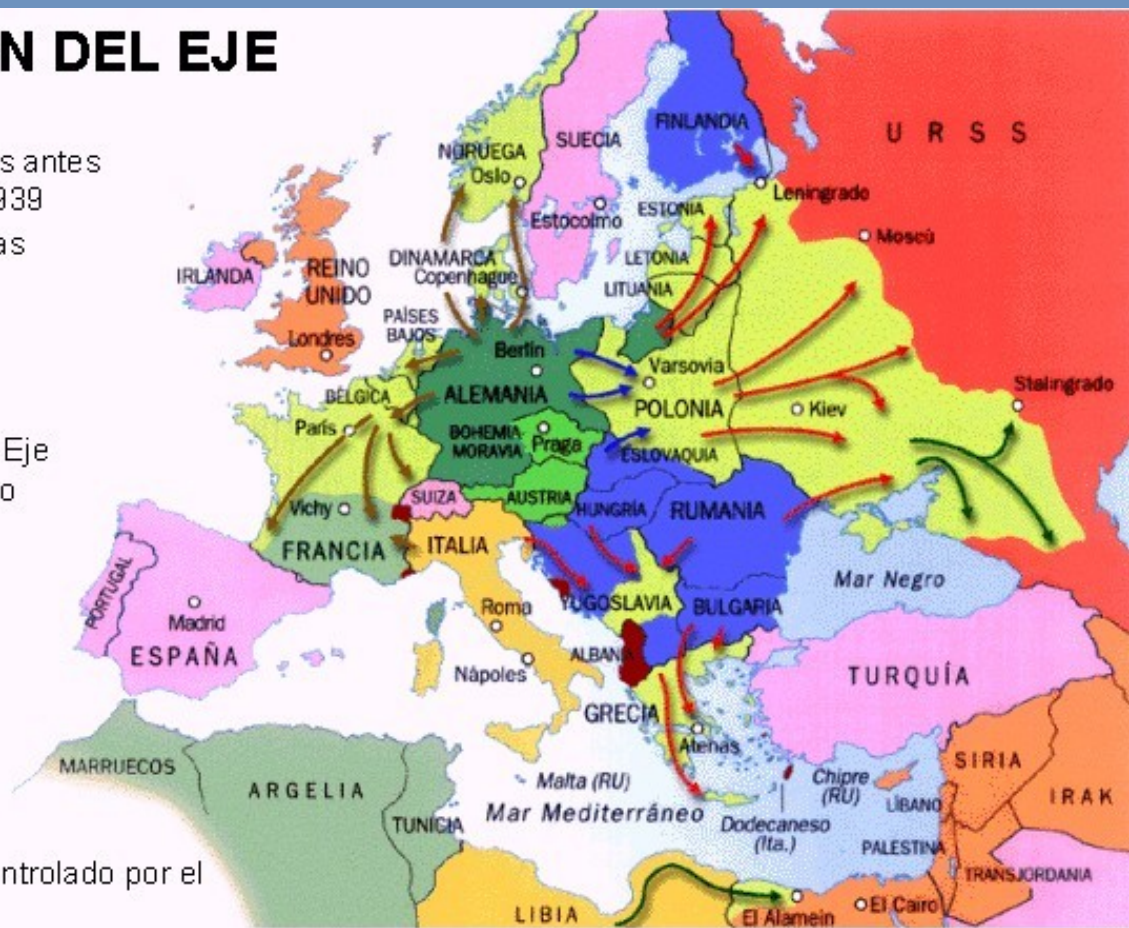 N DEL EJE
s antes
939
as
Eje
o
ntrolado por el
FINLANDIA
U R S S
SUECIA
NORUEGA
Oslo
Leningrado
Estocolmo
ESTONIA
Moscú
DINAMARCA
Copenhague
LETONIA
IRLANDA
REINO
UNIDO
LITUANIA
PAÍSES
BAJOS
Londres
Berlín
Varsovia
Stalingrado
BÉLGICA
ALEMANIA
POLONIA
Kiev
París
BOHEMIA
MORAVIA
Praga
ESLOVAQUIA
SUIZA
AUSTRIA
Vichy
HUNGRÍA
RUMANIA
FRANCIA
ITALIA
Mar Negro
PORTUGAL
Madrid
Roma
YUGOSLAVIA
BULGARIA
ESPAÑA
ALBANIA
Nápoles
TURQUÍA
GRECIA
Atenas
MARRUECOS
ARGELIA
Malta (RU)
Chipre
(RU)
SIRIA
LÍBANO
IRAK
Mar Mediterráneo
TUNICIA
Dodecaneso
(Ita.)
PALESTINA
TRANSJORDANIA
LIBIA
El Alamein
El Cairo